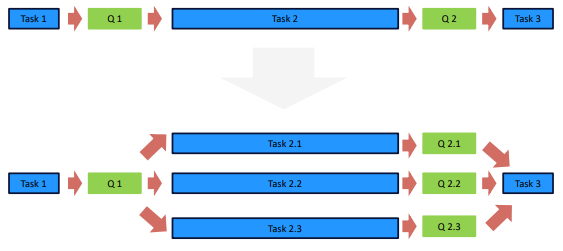 Task 1
Q 1
Task 2
Q 2
Task 3
Task 2.1
Q 2.1
Task 1
Q 1
Task 2.2
Q 2.2
Task 3
Task 2.3
Q 2.3